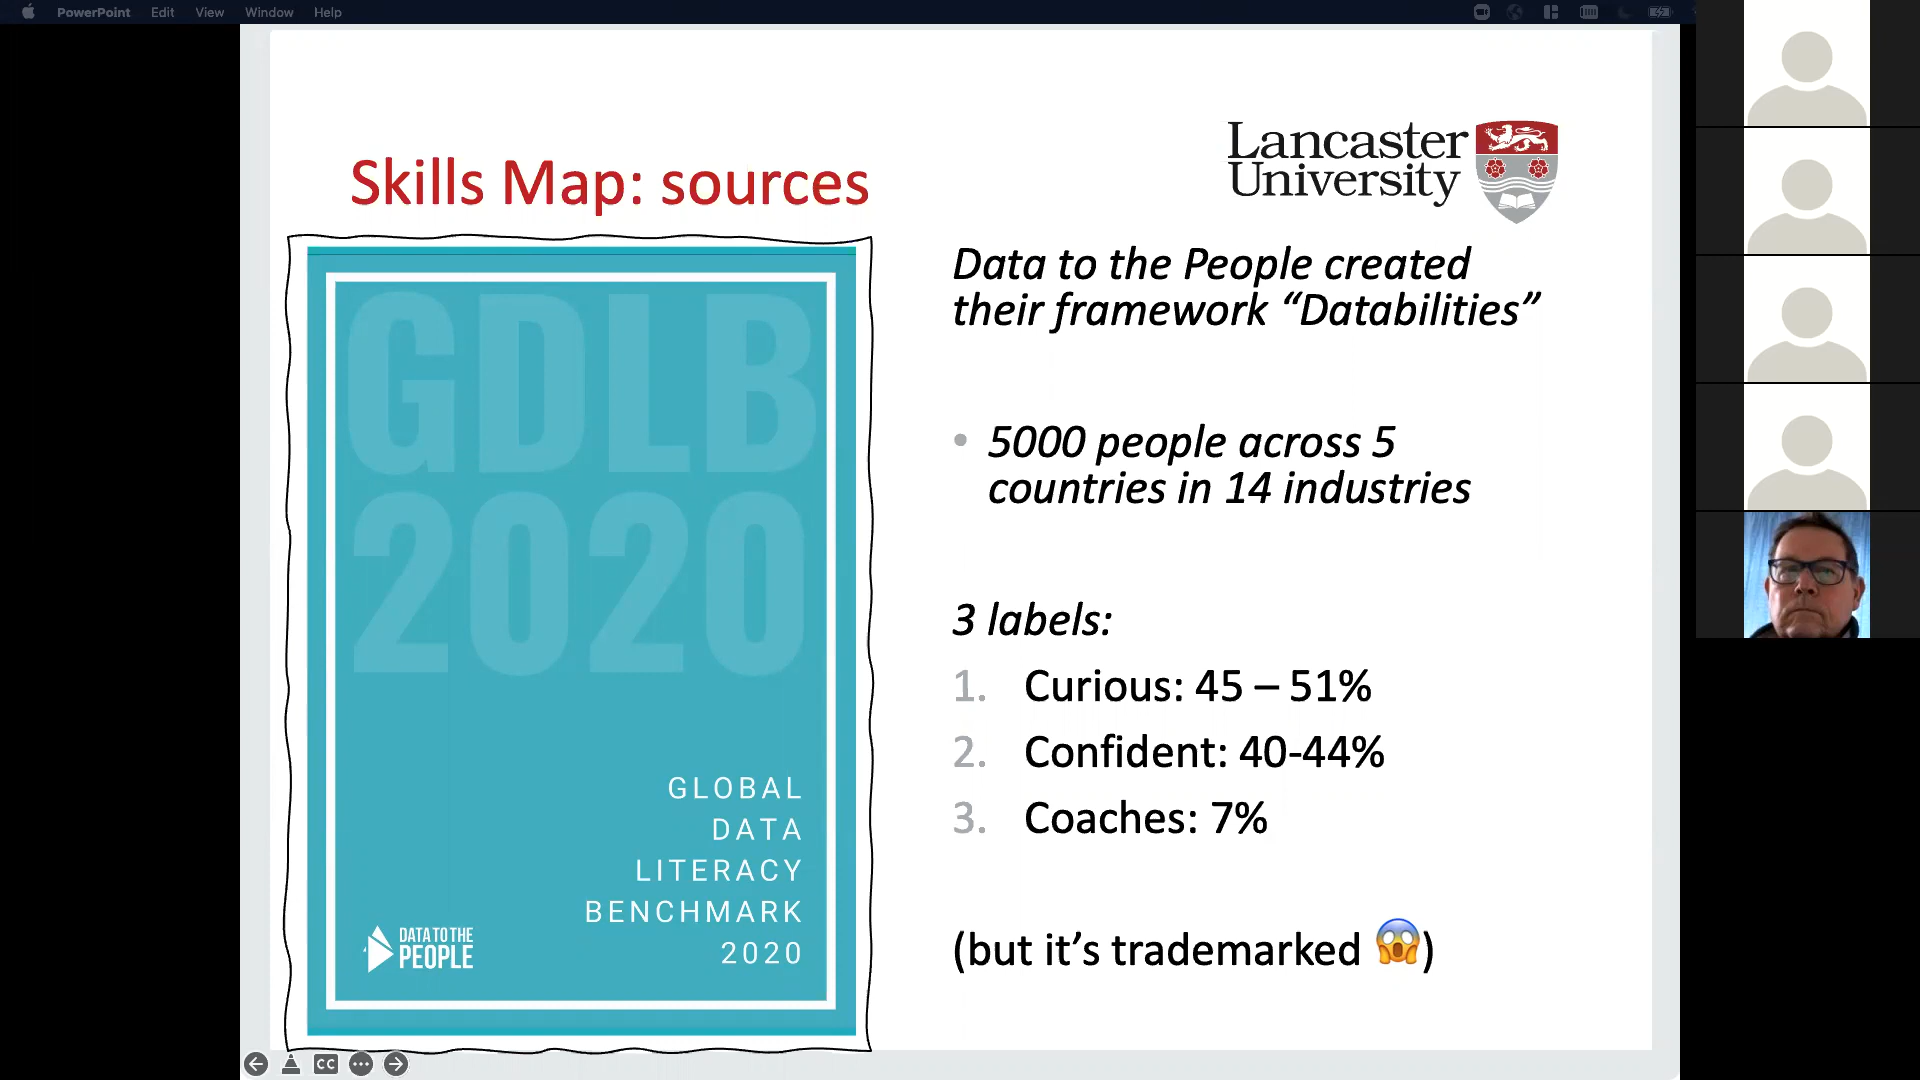 PowerPoint Edit View Window Help
Skills Map: sources
Lancaster
University
GDLB
2020
GLOBAL
DATA
LITERACY
BENCHMARK
2020
DATA TO THE
PEOPLE
Data to the People created
their framework “Databilities”
• 5000 people across 5
countries in 14 industries
3 labels:
1. Curious: 45 – 51%
2. Confident: 40-44%
3. Coaches: 7%
(but it’s trademarked 😱)
CC